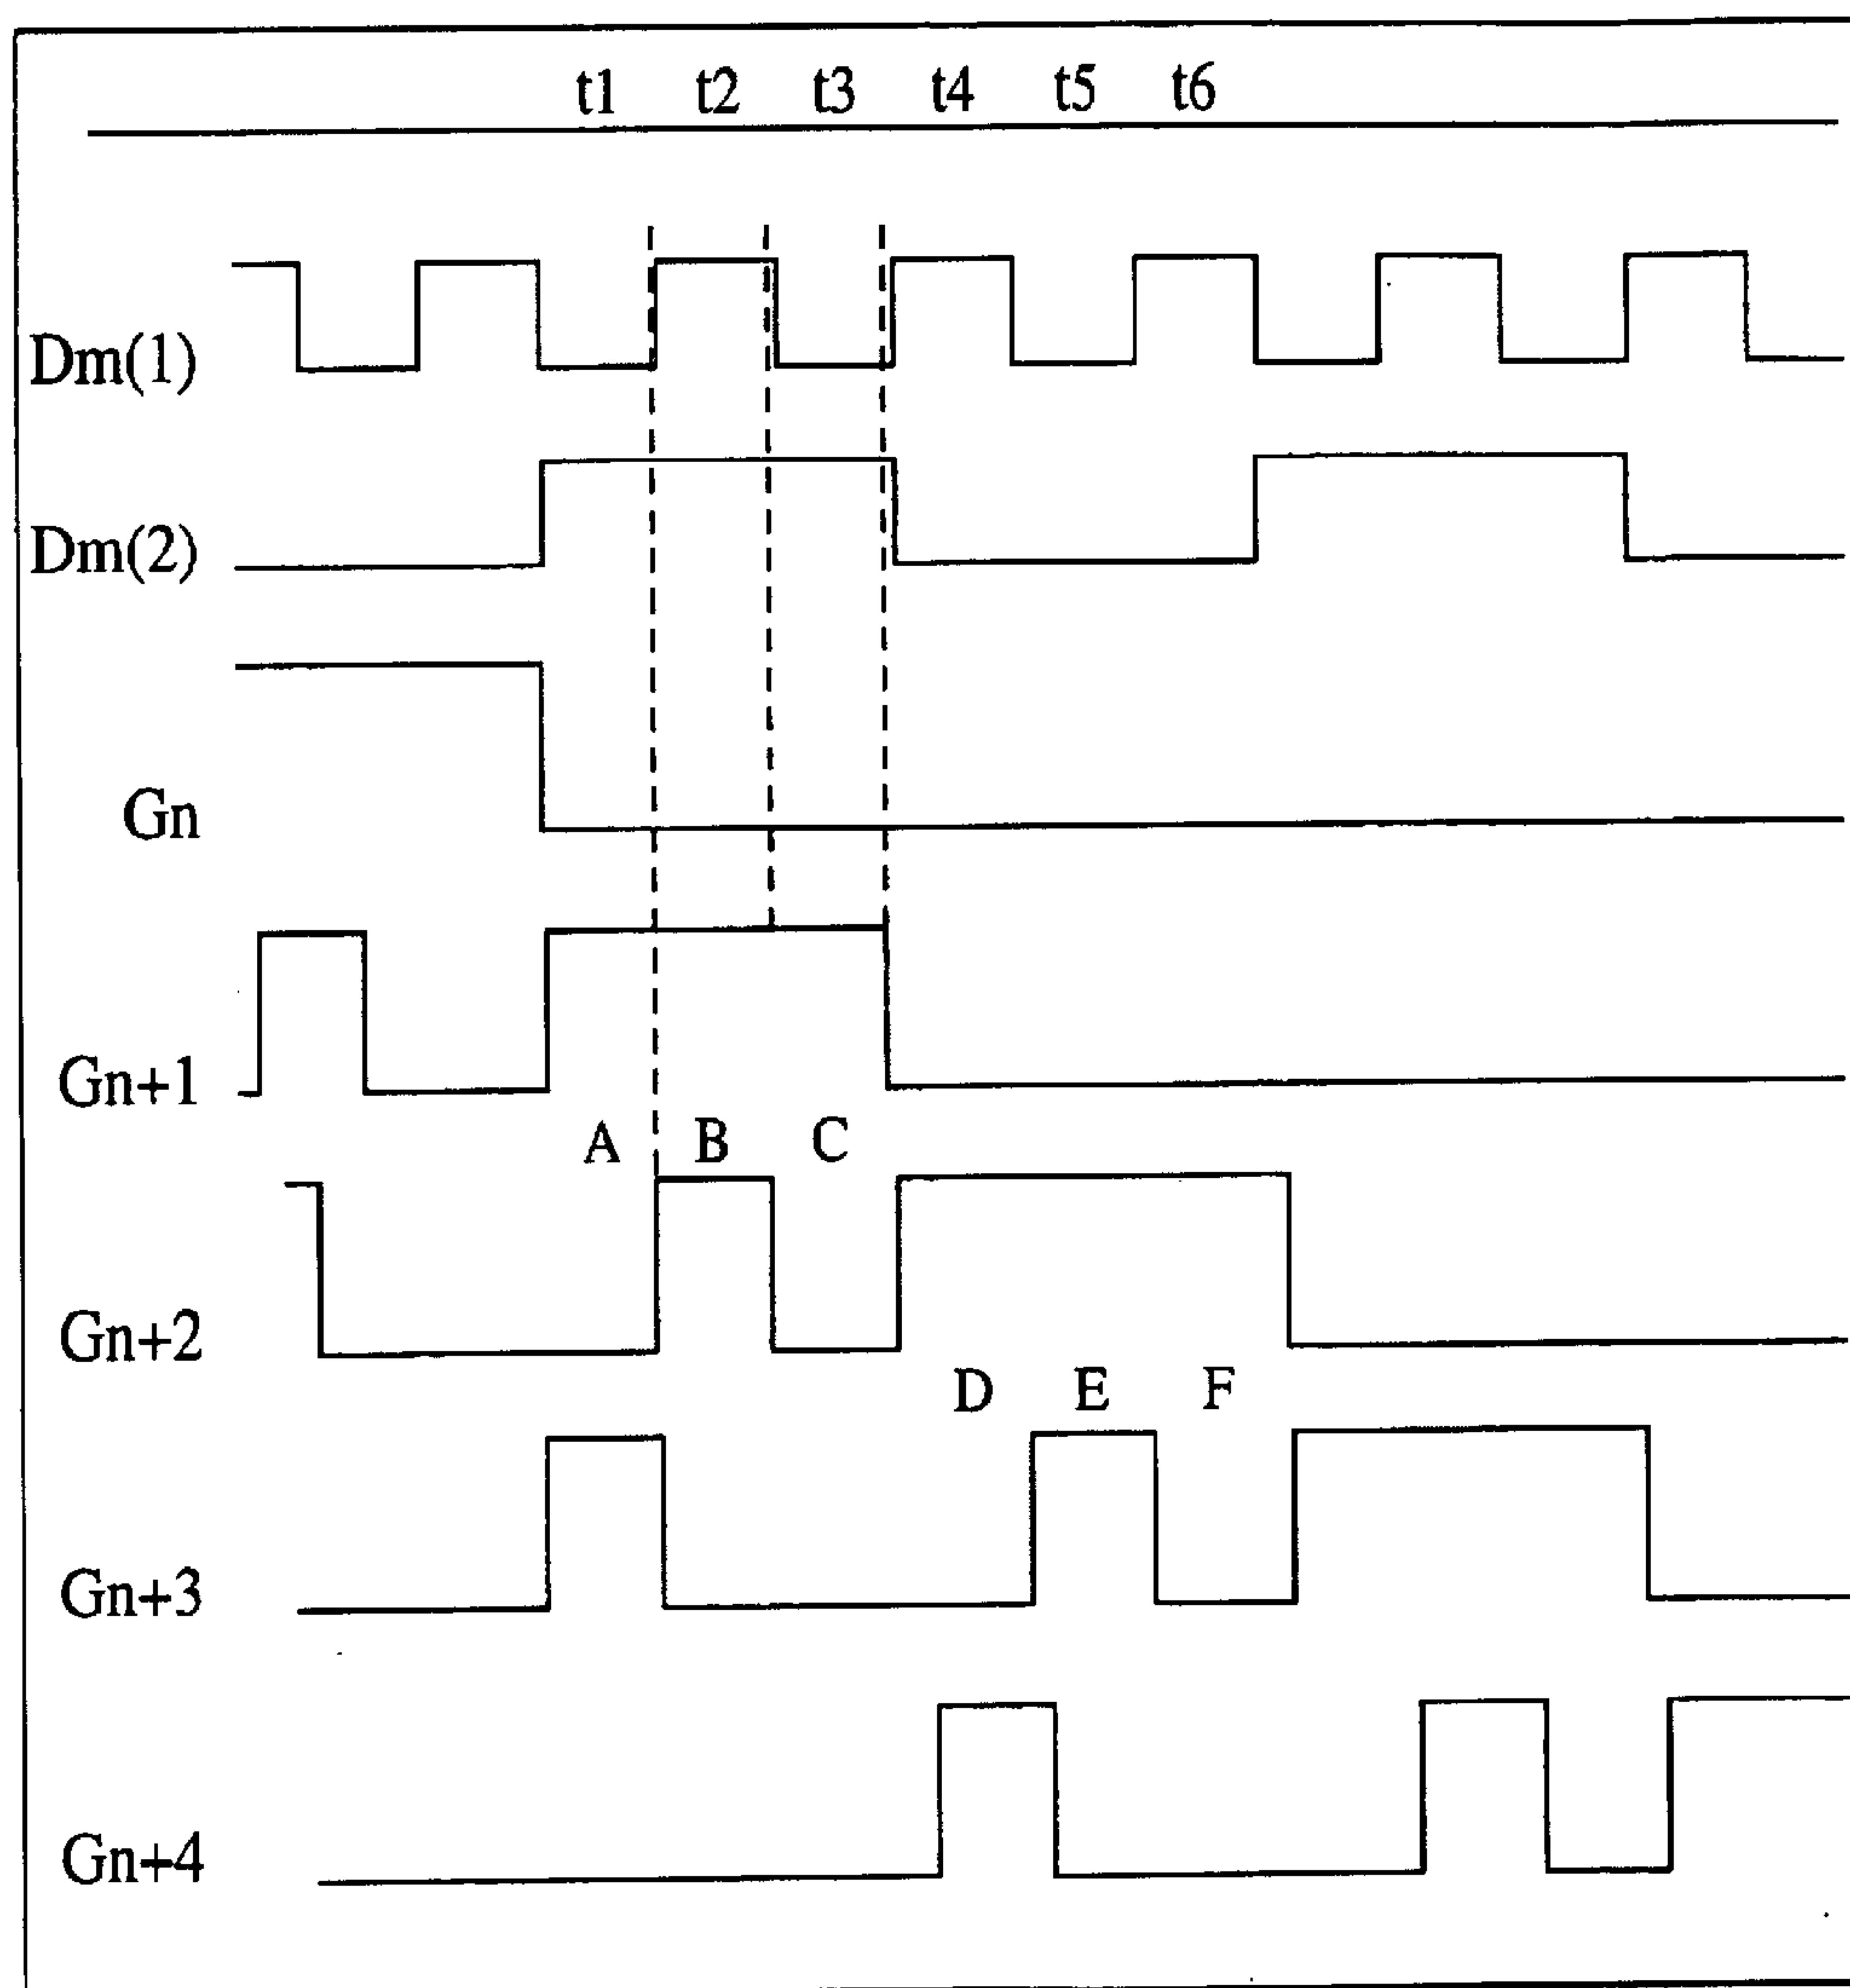 t1 t2 t3 t4 t5 t6
Dm(1)
Dm(2)
Gn
Gn+1
A B C
Gn+2
D E F
Gn+3
Gn+4